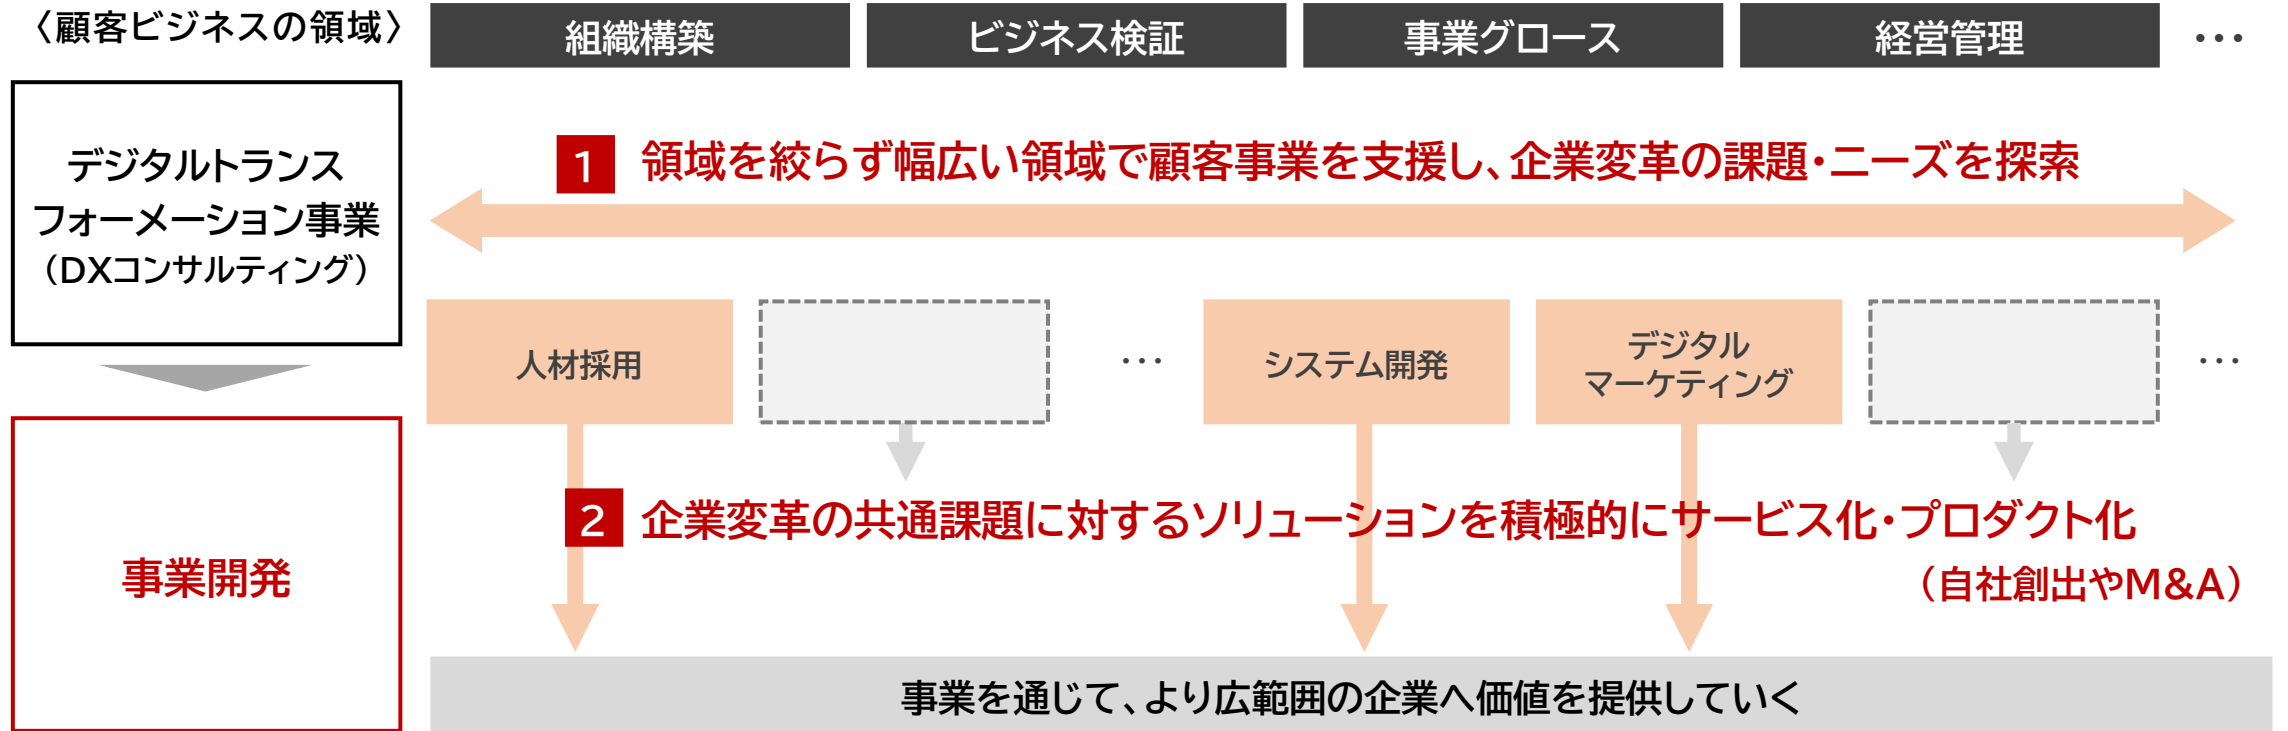 〈顧客ビジネスの領域〉
組織構築
ビジネス検証
事業グロース
経営管理
…
デジタルトランス
フォーメーション事業
（DXコンサルティング）
1 領域を絞らず幅広い領域で顧客事業を支援し、企業変革の課題・ニーズを探索
人材採用
…
システム開発
デジタル
マーケティング
…
事業開発
2 企業変革の共通課題に対するソリューションを積極的にサービス化・プロダクト化
（自社創出やM&A）
事業を通じて、より広範囲の企業へ価値を提供していく